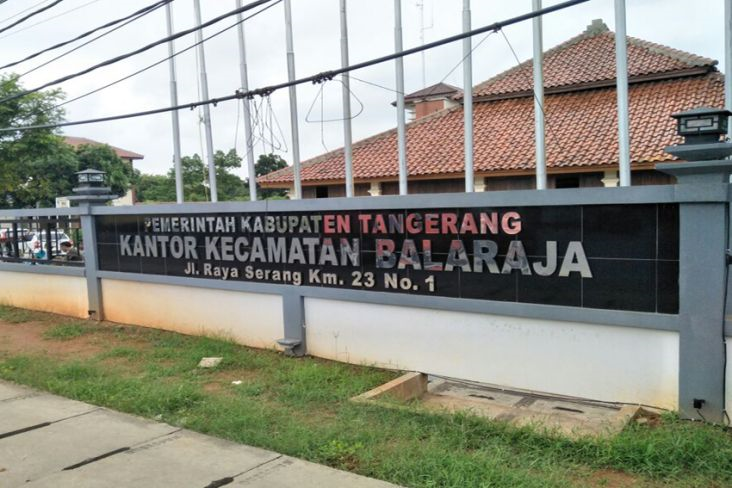 PEMERINTAH KABUPATEN TANGERANG
KANTOR KECAMATAN BALARAJA
Jl. Raya Serang Km. 23 No. 1